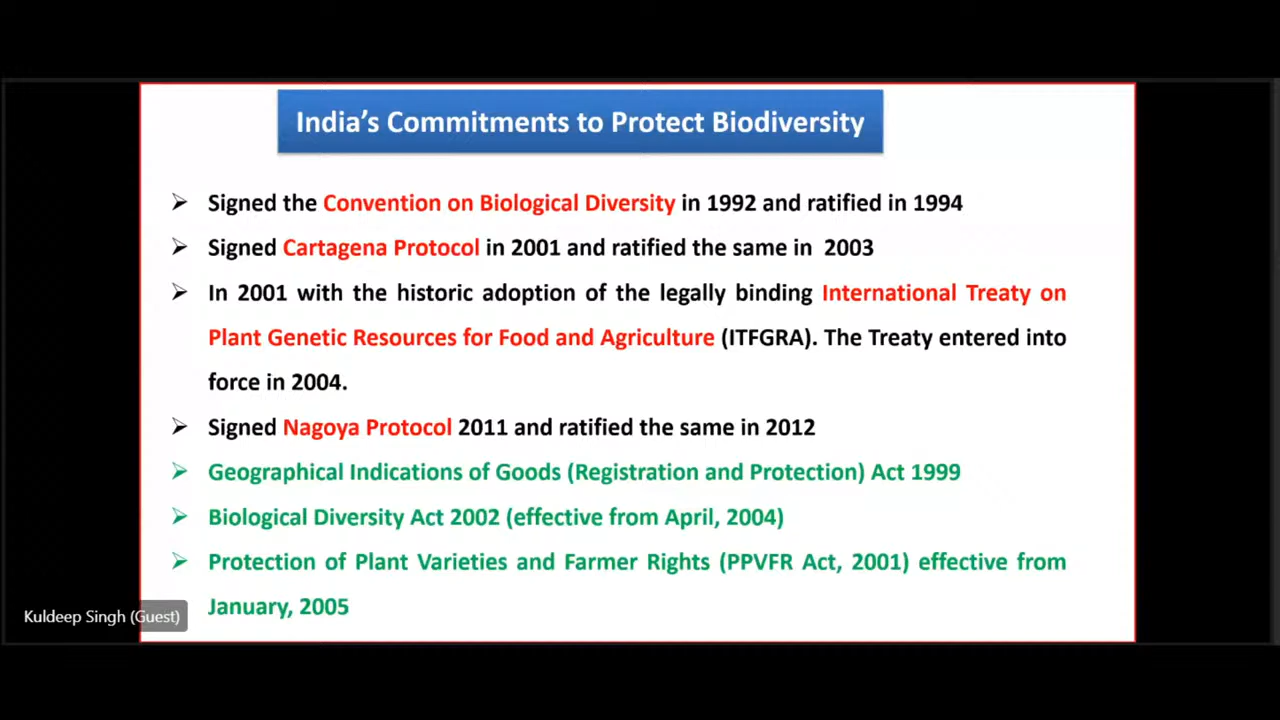 India’s Commitments to Protect Biodiversity
➢ Signed the Convention on Biological Diversity in 1992 and ratified in 1994
➢ Signed Cartagena Protocol in 2001 and ratified the same in 2003
➢ In 2001 with the historic adoption of the legally binding International Treaty on
Plant Genetic Resources for Food and Agriculture (ITFGRA). The Treaty entered into
force in 2004.
➢ Signed Nagoya Protocol 2011 and ratified the same in 2012
➢ Geographical Indications of Goods (Registration and Protection) Act 1999
➢ Biological Diversity Act 2002 (effective from April, 2004)
➢ Protection of Plant Varieties and Farmer Rights (PPVFR Act, 2001) effective from
January, 2005
Kuldeep Singh (Guest)